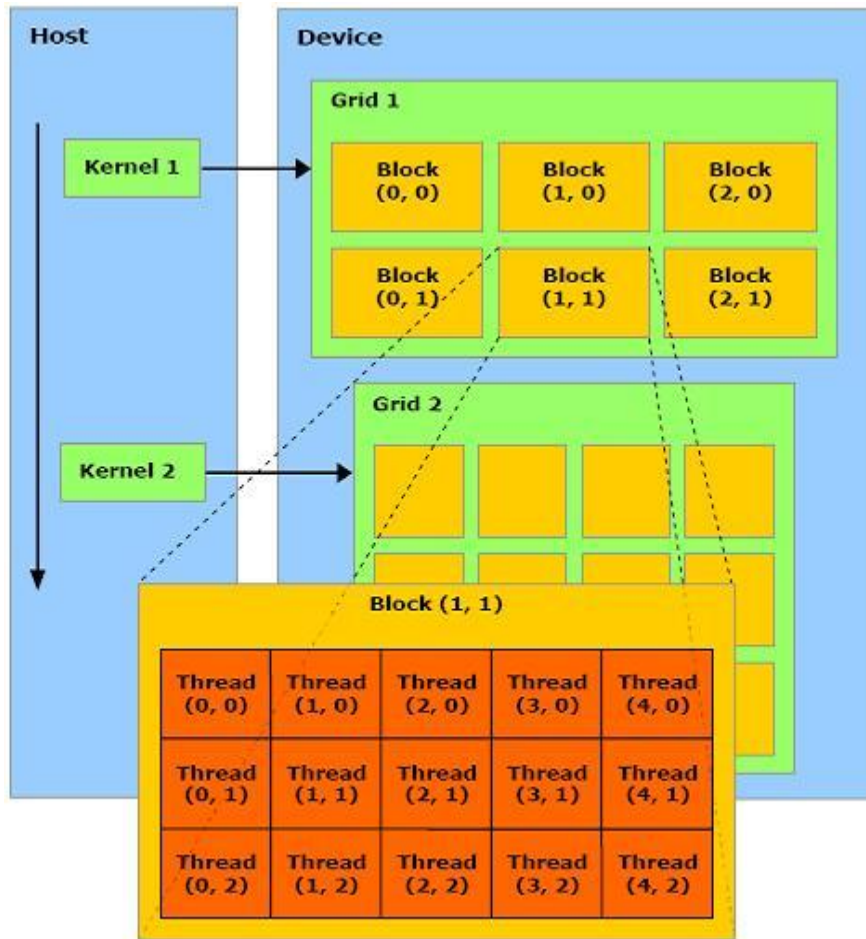 Host
Device
Grid 1
Kernel 1
Block
(0, 0)
Block
(1, 0)
Block
(2, 0)
Block
(0, 1)
Block
(1, 1)
Block
(2, 1)
Grid 2
Kernel 2
Block (1, 1)
Thread
(0, 0)
Thread
(1, 0)
Thread
(2, 0)
Thread
(3, 0)
Thread
(4, 0)
Thread
(0, 1)
Thread
(1, 1)
Thread
(2, 1)
Thread
(3, 1)
Thread
(4, 1)
Thread
(0, 2)
Thread
(1, 2)
Thread
(2, 2)
Thread
(3, 2)
Thread
(4, 2)